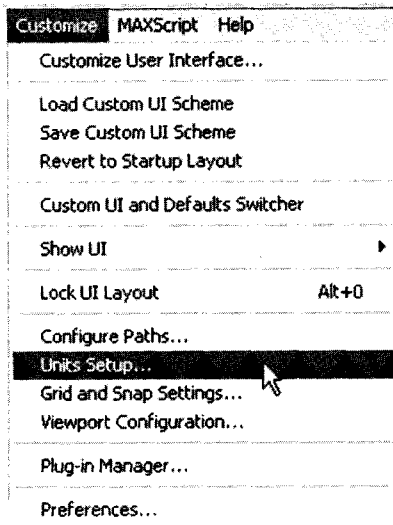 Customize MAXScript Help
Customize User Interface...
Load Custom UI Scheme
Save Custom UI Scheme
Revert to Startup Layout
Custom UI and Defaults Switcher
Show UI
Lock UI Layout Alt+0
Configure Paths...
Units Setup...
Grid and Snap Settings...
Viewport Configuration...
Plug-in Manager...
Preferences...